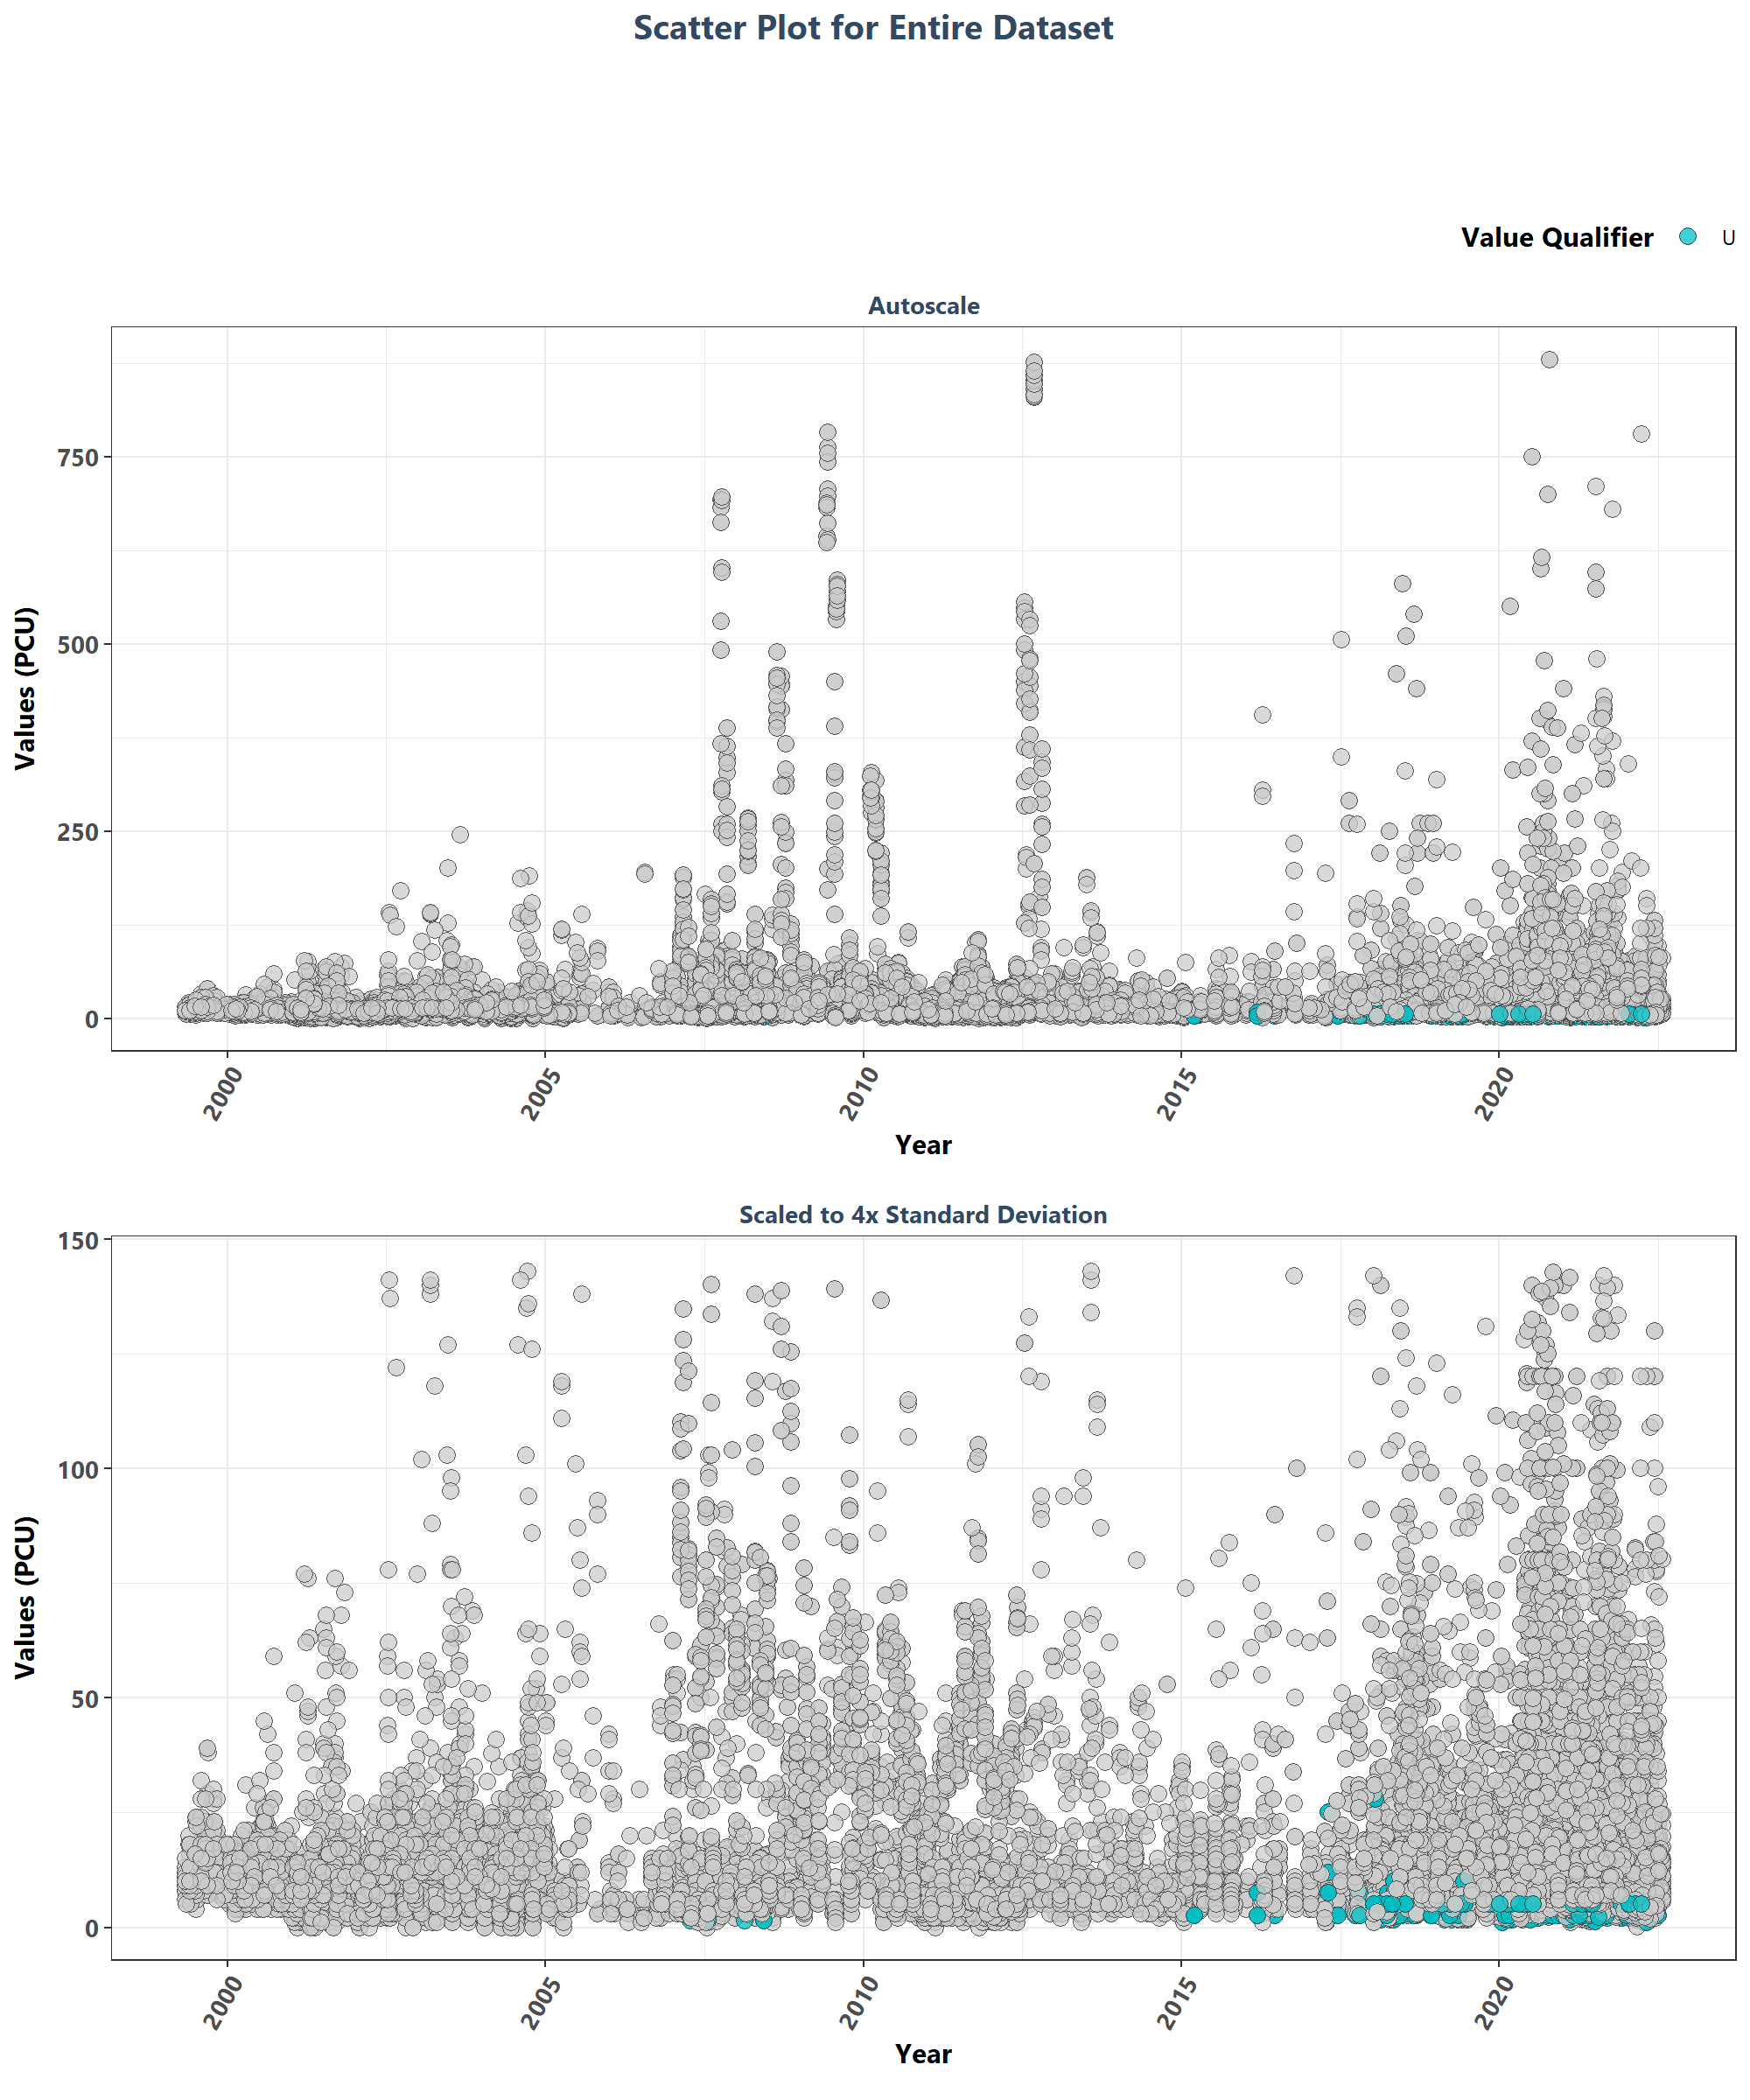 Scatter Plot for Entire Dataset
Value Qualifier U
Autoscale
Values (PCU)
750
500
250
0
2000 2005 2010 2015 2020
Year
Scaled to 4x Standard Deviation
Values (PCU)
150
100
50
0
2000 2005 2010 2015 2020
Year